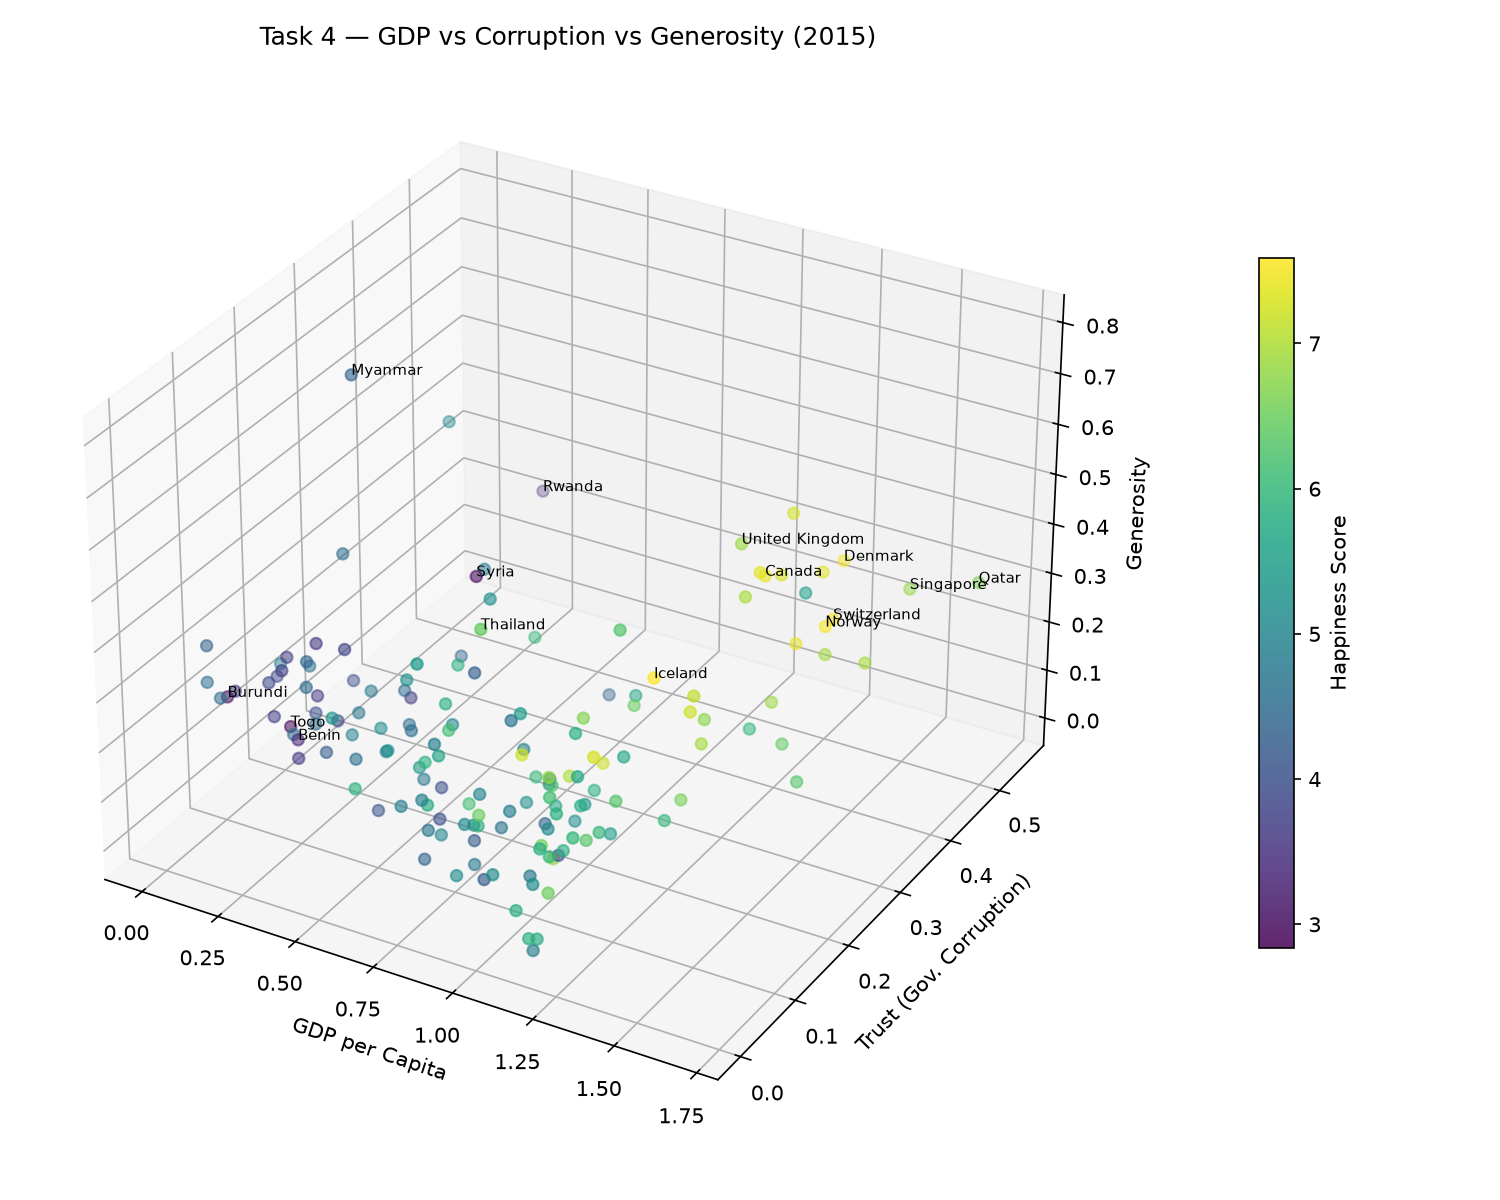 Task 4 — GDP vs Corruption vs Generosity (2015)
Myanmar
Rwanda
United Kingdom
Denmark
Canada
Syria
Qatar
Singapore
Switzerland
Norway
Thailand
Iceland
Burundi
Togo
Benin
0.00
0.25
0.50
0.75
1.00
1.25
1.50
1.75
GDP per Capita
0.0
0.1
0.2
0.3
0.4
0.5
Trust (Gov. Corruption)
0.8
0.7
0.6
0.5
0.4
0.3
0.2
0.1
0.0
Generosity
7
6
5
4
3
Happiness Score